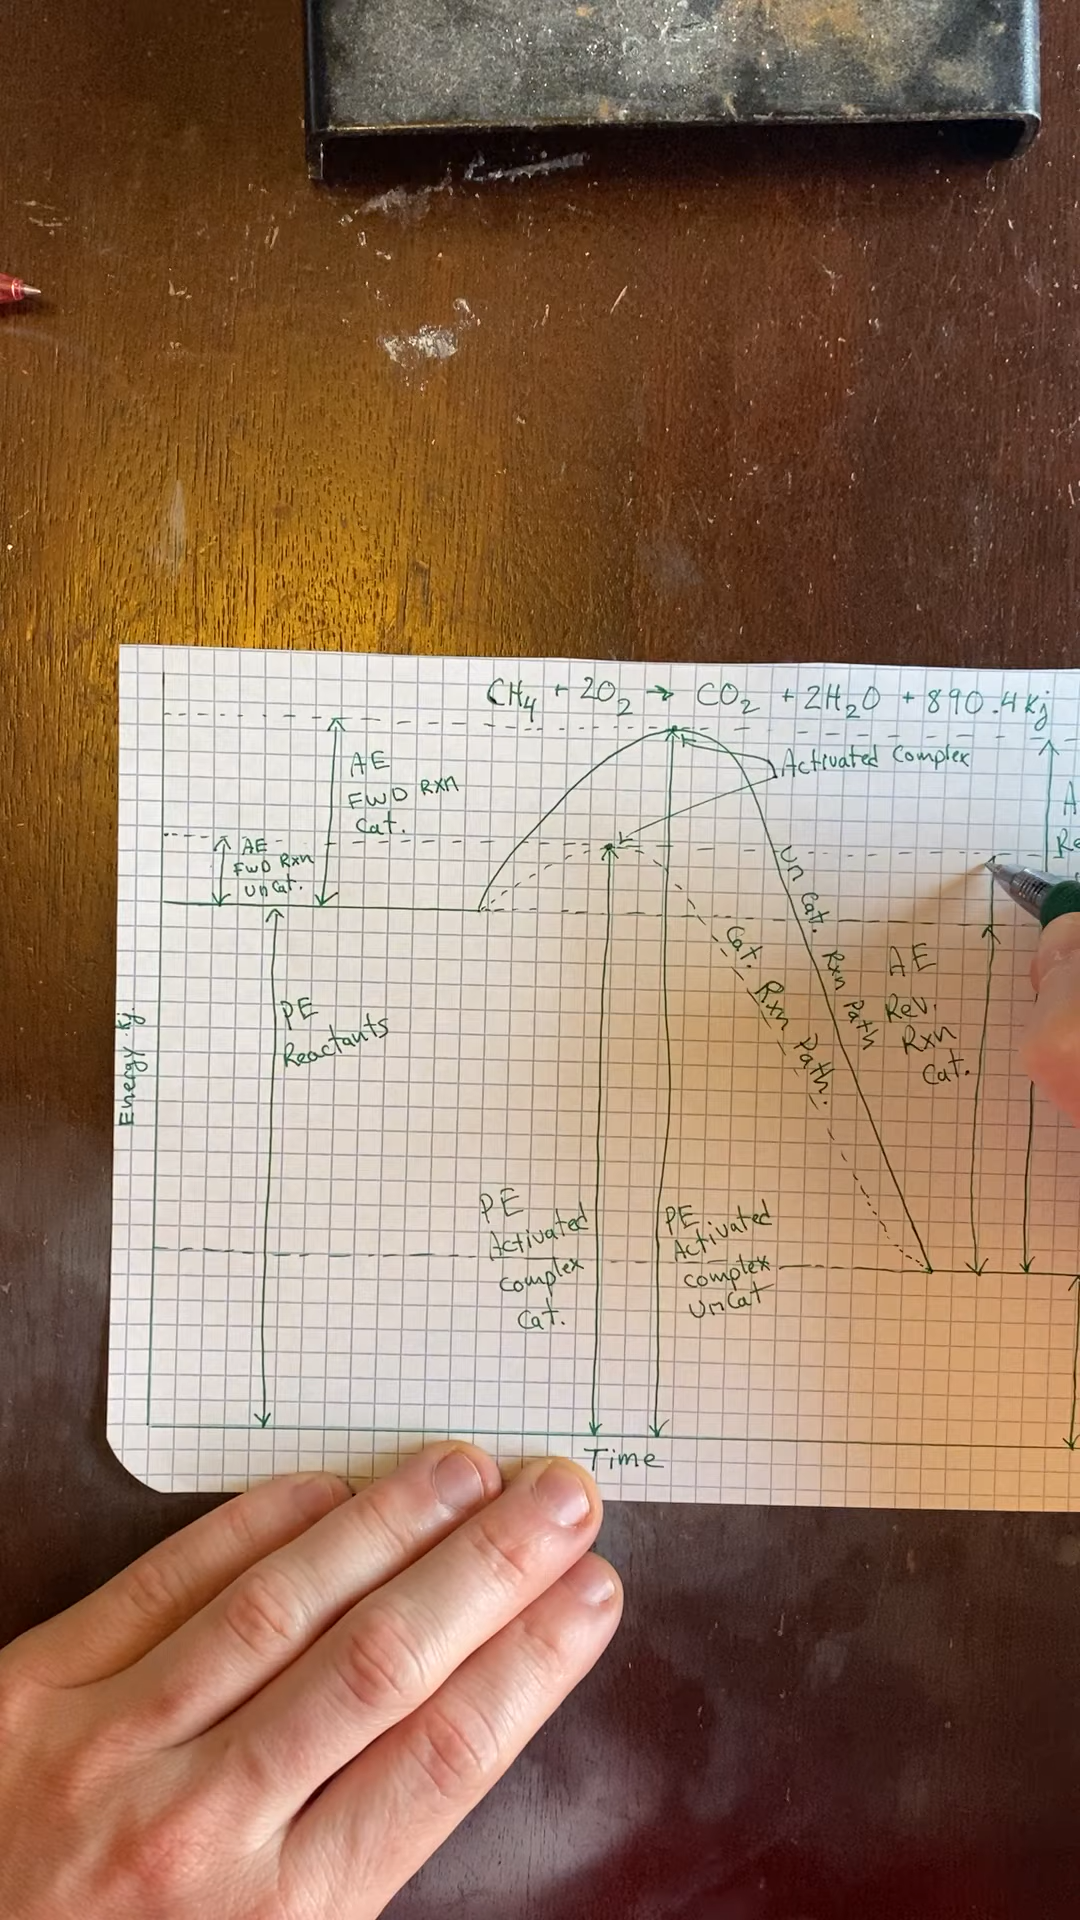 CH4 + 2O2 → CO2 + 2H2O + 890.4 Kj
Activated Complex
AE
FWD Rxn
Cat.
AE
FWD Rxn
UnCat.
PE
Reactants
Energy Kj
Un Cat. Rxn Path
Cat. Rxn Path.
AE
Rev.
Rxn
Cat.
PE
Activated
complex
Cat.
PE
Activated
complex
UnCat
Time